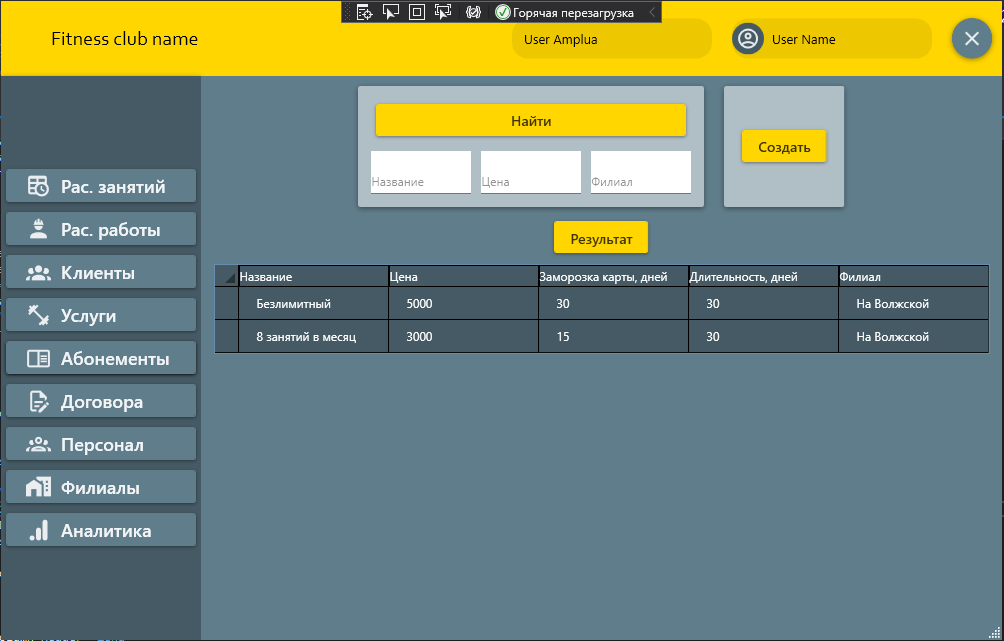 Горячая перезагрузка
Fitness club name
User Amplua
User Name
Найти
Название
Цена
Филиал
Создать
Рас. занятий
Рас. работы
Клиенты
Услуги
Абонементы
Договора
Персонал
Филиалы
Аналитика
Результат
Название Цена Заморозка карты, дней Длительность, дней Филиал
Безлимитный 5000 30 30 На Волжской
8 занятий в месяц 3000 15 30 На Волжской